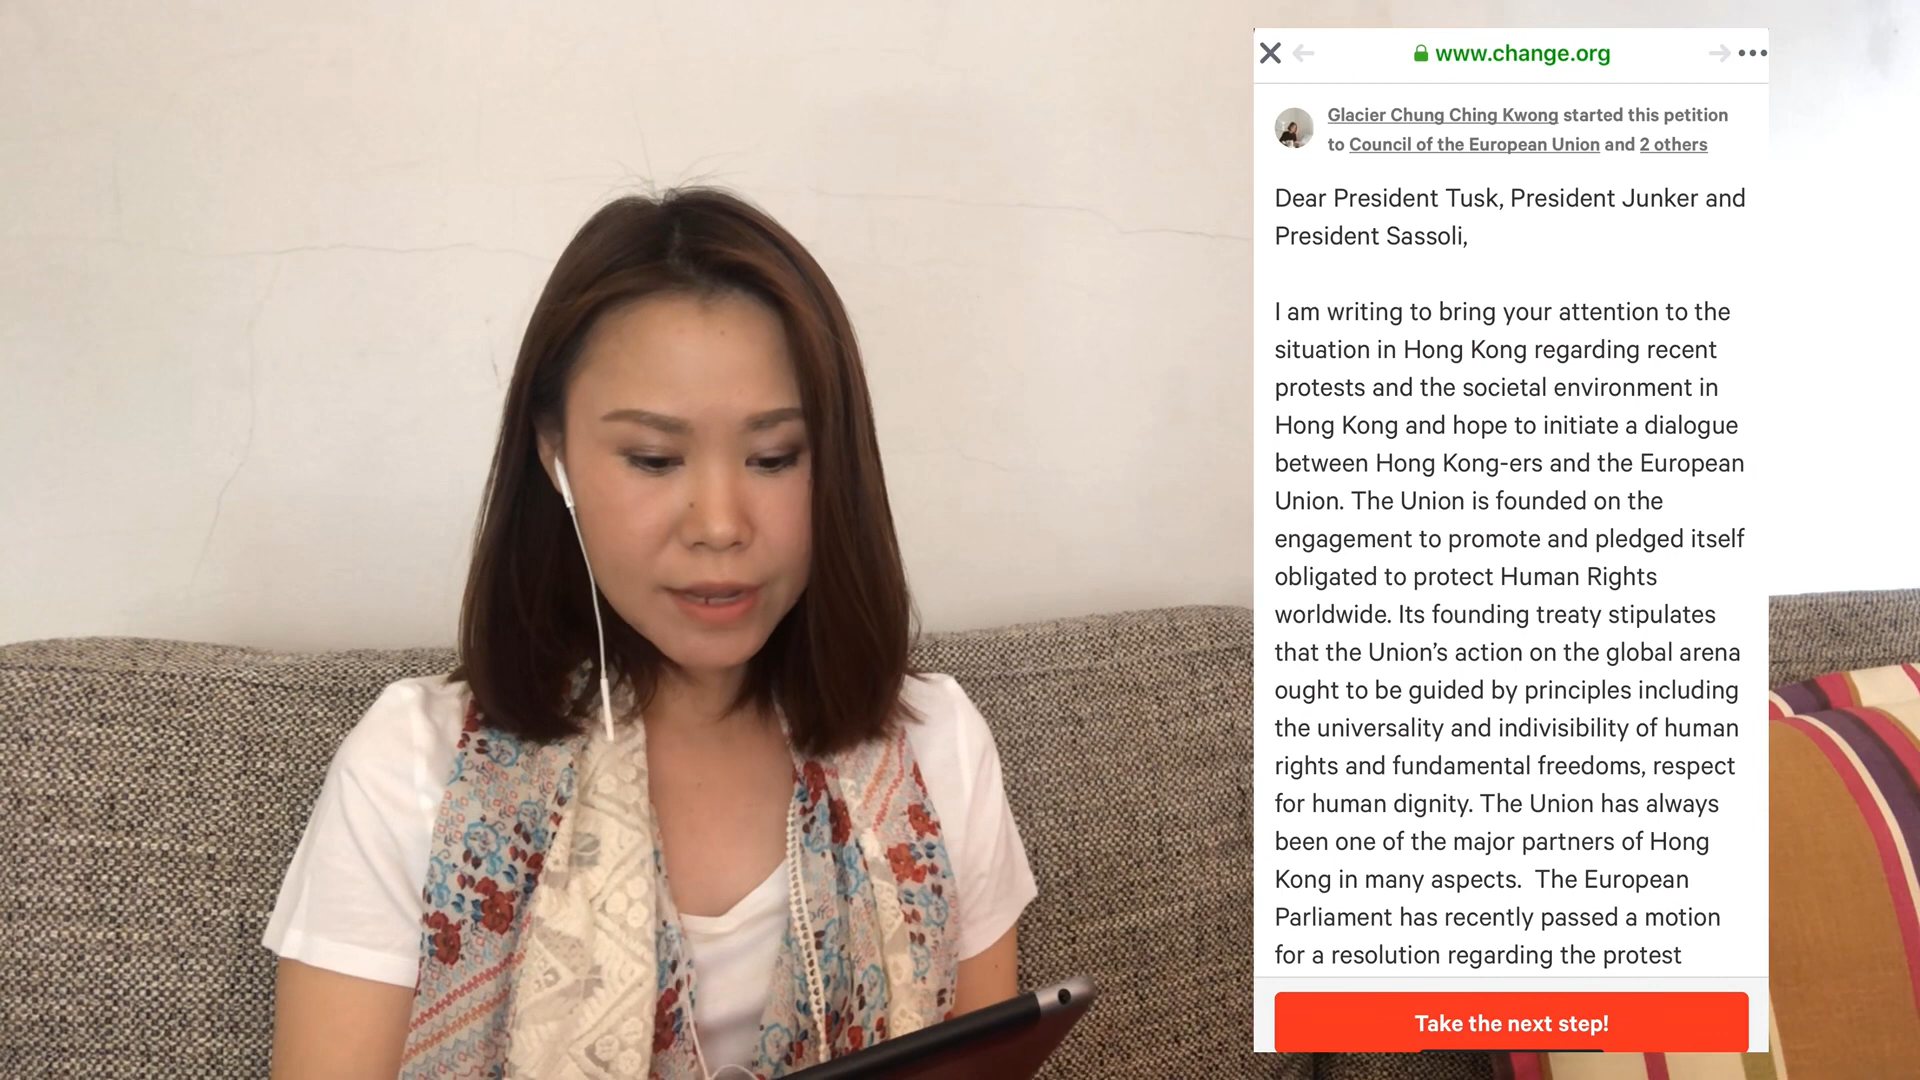 www.change.org
Glacier Chung Ching Kwong started this petition
to Council of the European Union and 2 others
Dear President Tusk, President Junker and
President Sassoli,
I am writing to bring your attention to the
situation in Hong Kong regarding recent
protests and the societal environment in
Hong Kong and hope to initiate a dialogue
between Hong Kong-ers and the European
Union. The Union is founded on the
engagement to promote and pledged itself
obligated to protect Human Rights
worldwide. Its founding treaty stipulates
that the Union’s action on the global arena
ought to be guided by principles including
the universality and indivisibility of human
rights and fundamental freedoms, respect
for human dignity. The Union has always
been one of the major partners of Hong
Kong in many aspects.  The European
Parliament has recently passed a motion
for a resolution regarding the protest
Take the next step!